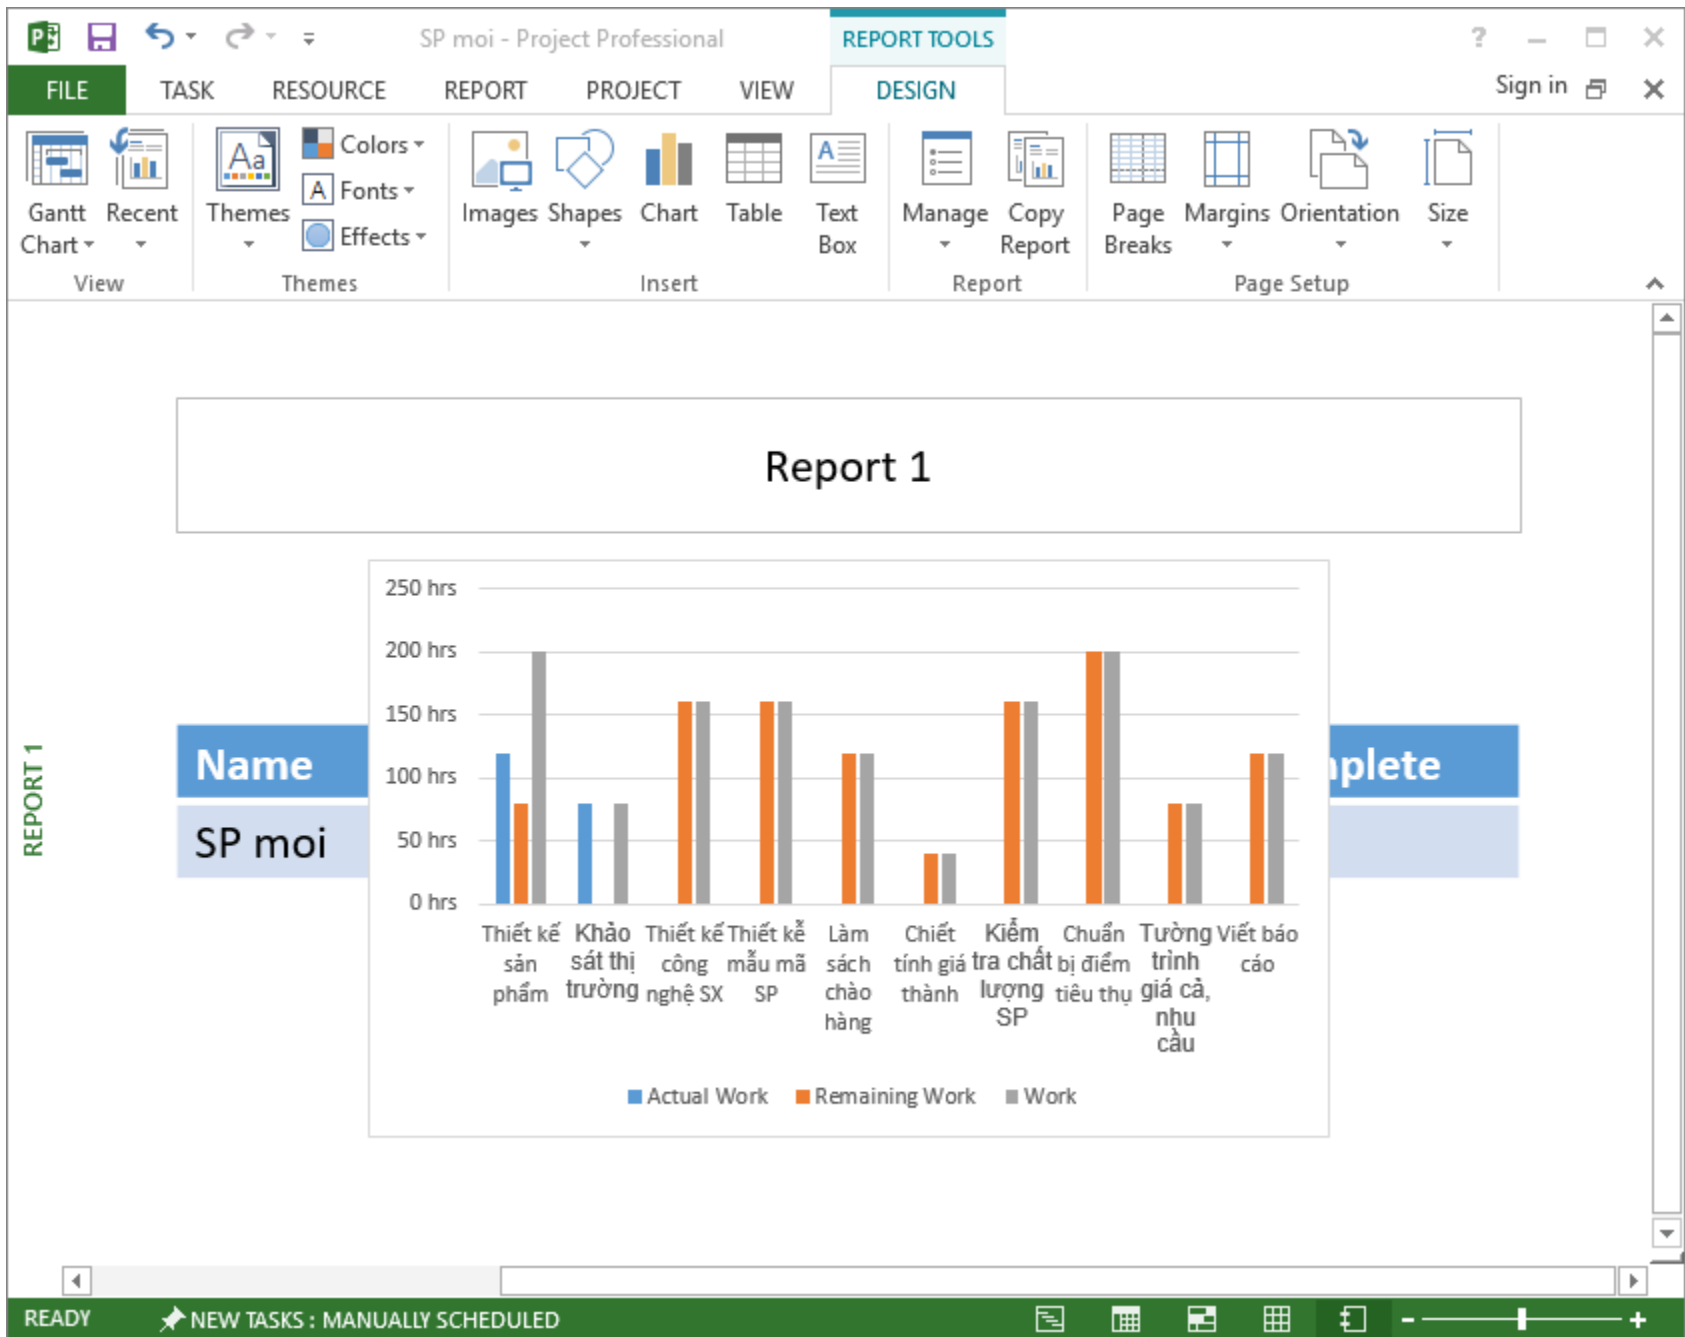 SP moi - Project Professional
REPORT TOOLS
?
FILE TASK RESOURCE REPORT PROJECT VIEW DESIGN Sign in
Gantt Chart
Recent
View
Themes
Colors
Fonts
Effects
Themes
Images
Shapes
Chart
Table
Text Box
Insert
Manage
Copy Report
Report
Page Breaks
Margins
Orientation
Size
Page Setup
REPORT 1
Report 1
Name
nplete
SP moi
250 hrs
200 hrs
150 hrs
100 hrs
50 hrs
0 hrs
Thiết kế sản phẩm
Khảo sát thị trường
Thiết kế công nghệ SX
Thiết kễ mẫu mã SP
Làm sách chào hàng
Chiết tính giá thành
Kiểm tra chất lượng SP
Chuẩn bị điểm tiêu thụ
Tường trình giá cả, nhu cầu
Viết báo cáo
Actual Work Remaining Work Work
READY NEW TASKS : MANUALLY SCHEDULED